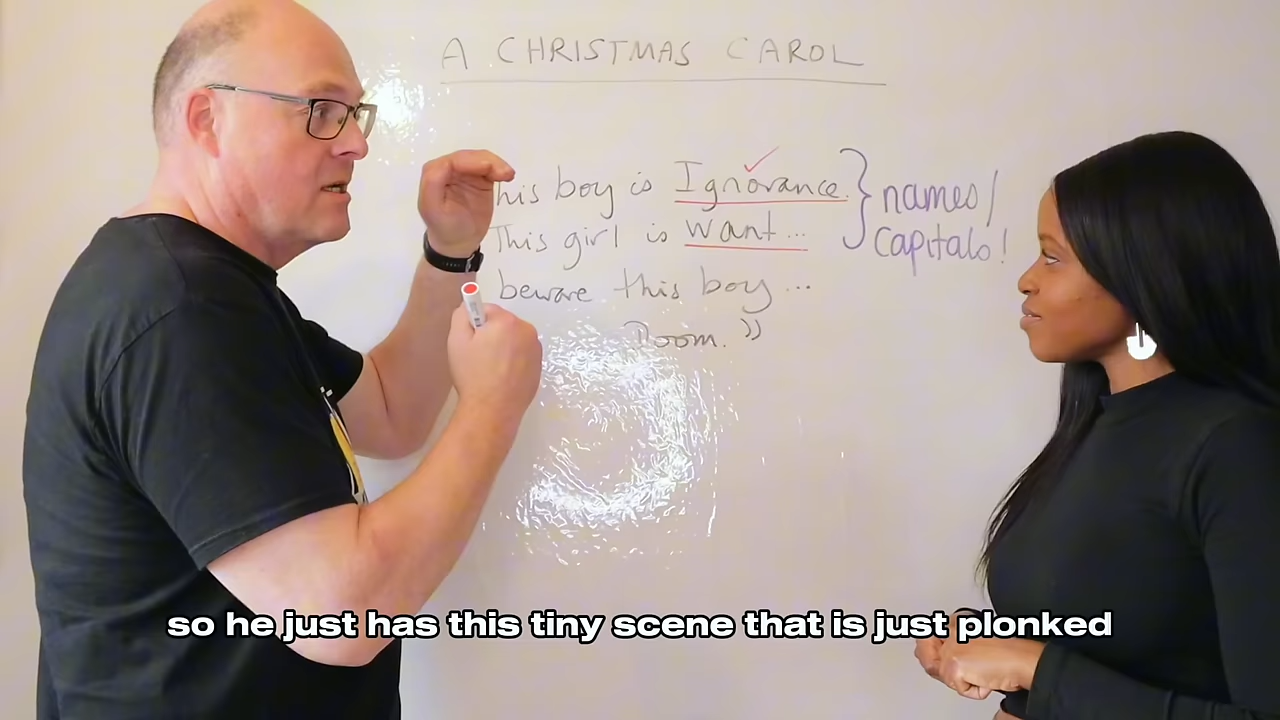 A CHRISTMAS CAROL
This boy is Ignorance. } names/
This girl is want... capitals!
beware this boy...
Doom."
so he just has this tiny scene that is just plonked